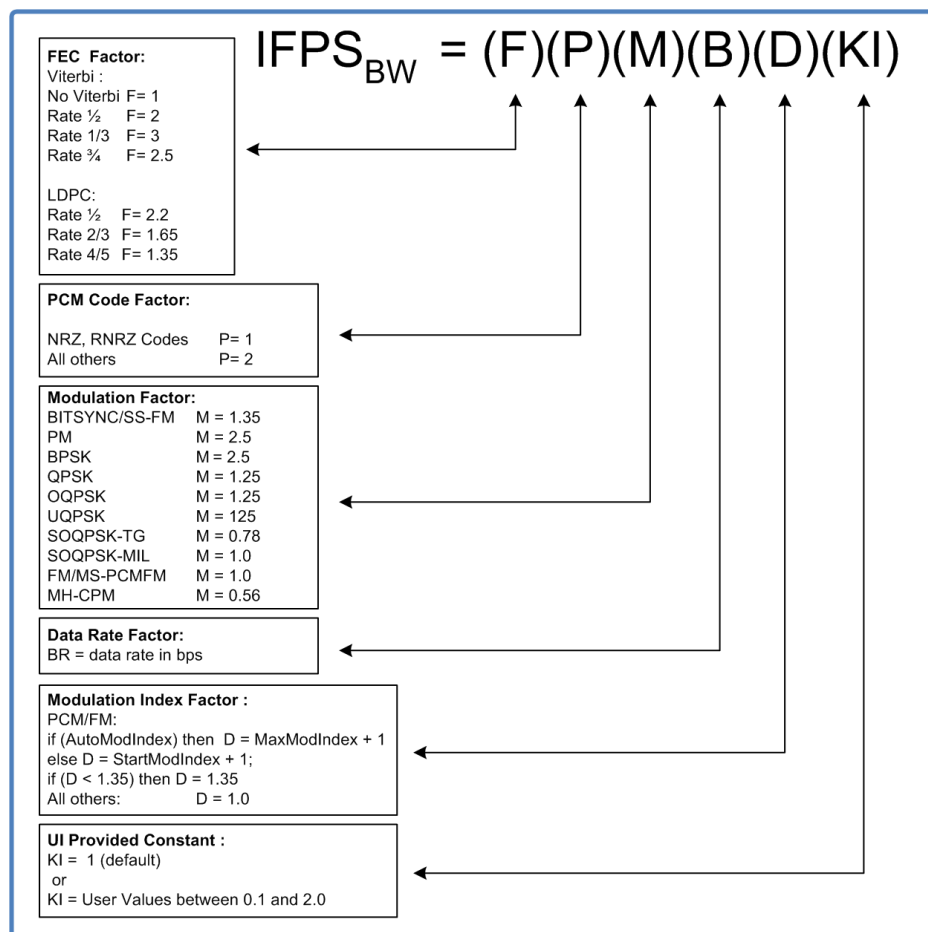 IFPS_BW = (F)(P)(M)(B)(D)(KI)
FEC Factor:
Viterbi :
No Viterbi F= 1
Rate ½ F= 2
Rate 1/3 F= 3
Rate ¾ F= 2.5
LDPC:
Rate ½ F= 2.2
Rate 2/3 F= 1.65
Rate 4/5 F= 1.35
PCM Code Factor:
NRZ, RNRZ Codes P= 1
All others P= 2
Modulation Factor:
BITSYNC/SS-FM M = 1.35
PM M = 2.5
BPSK M = 2.5
QPSK M = 1.25
OQPSK M = 1.25
UQPSK M = 125
SOQPSK-TG M = 0.78
SOQPSK-MIL M = 1.0
FM/MS-PCMFM M = 1.0
MH-CPM M = 0.56
Data Rate Factor:
BR = data rate in bps
Modulation Index Factor :
PCM/FM:
if (AutoModIndex) then D = MaxModIndex + 1
else D = StartModIndex + 1;
if (D < 1.35) then D = 1.35
All others: D = 1.0
UI Provided Constant :
KI = 1 (default)
or
KI = User Values between 0.1 and 2.0